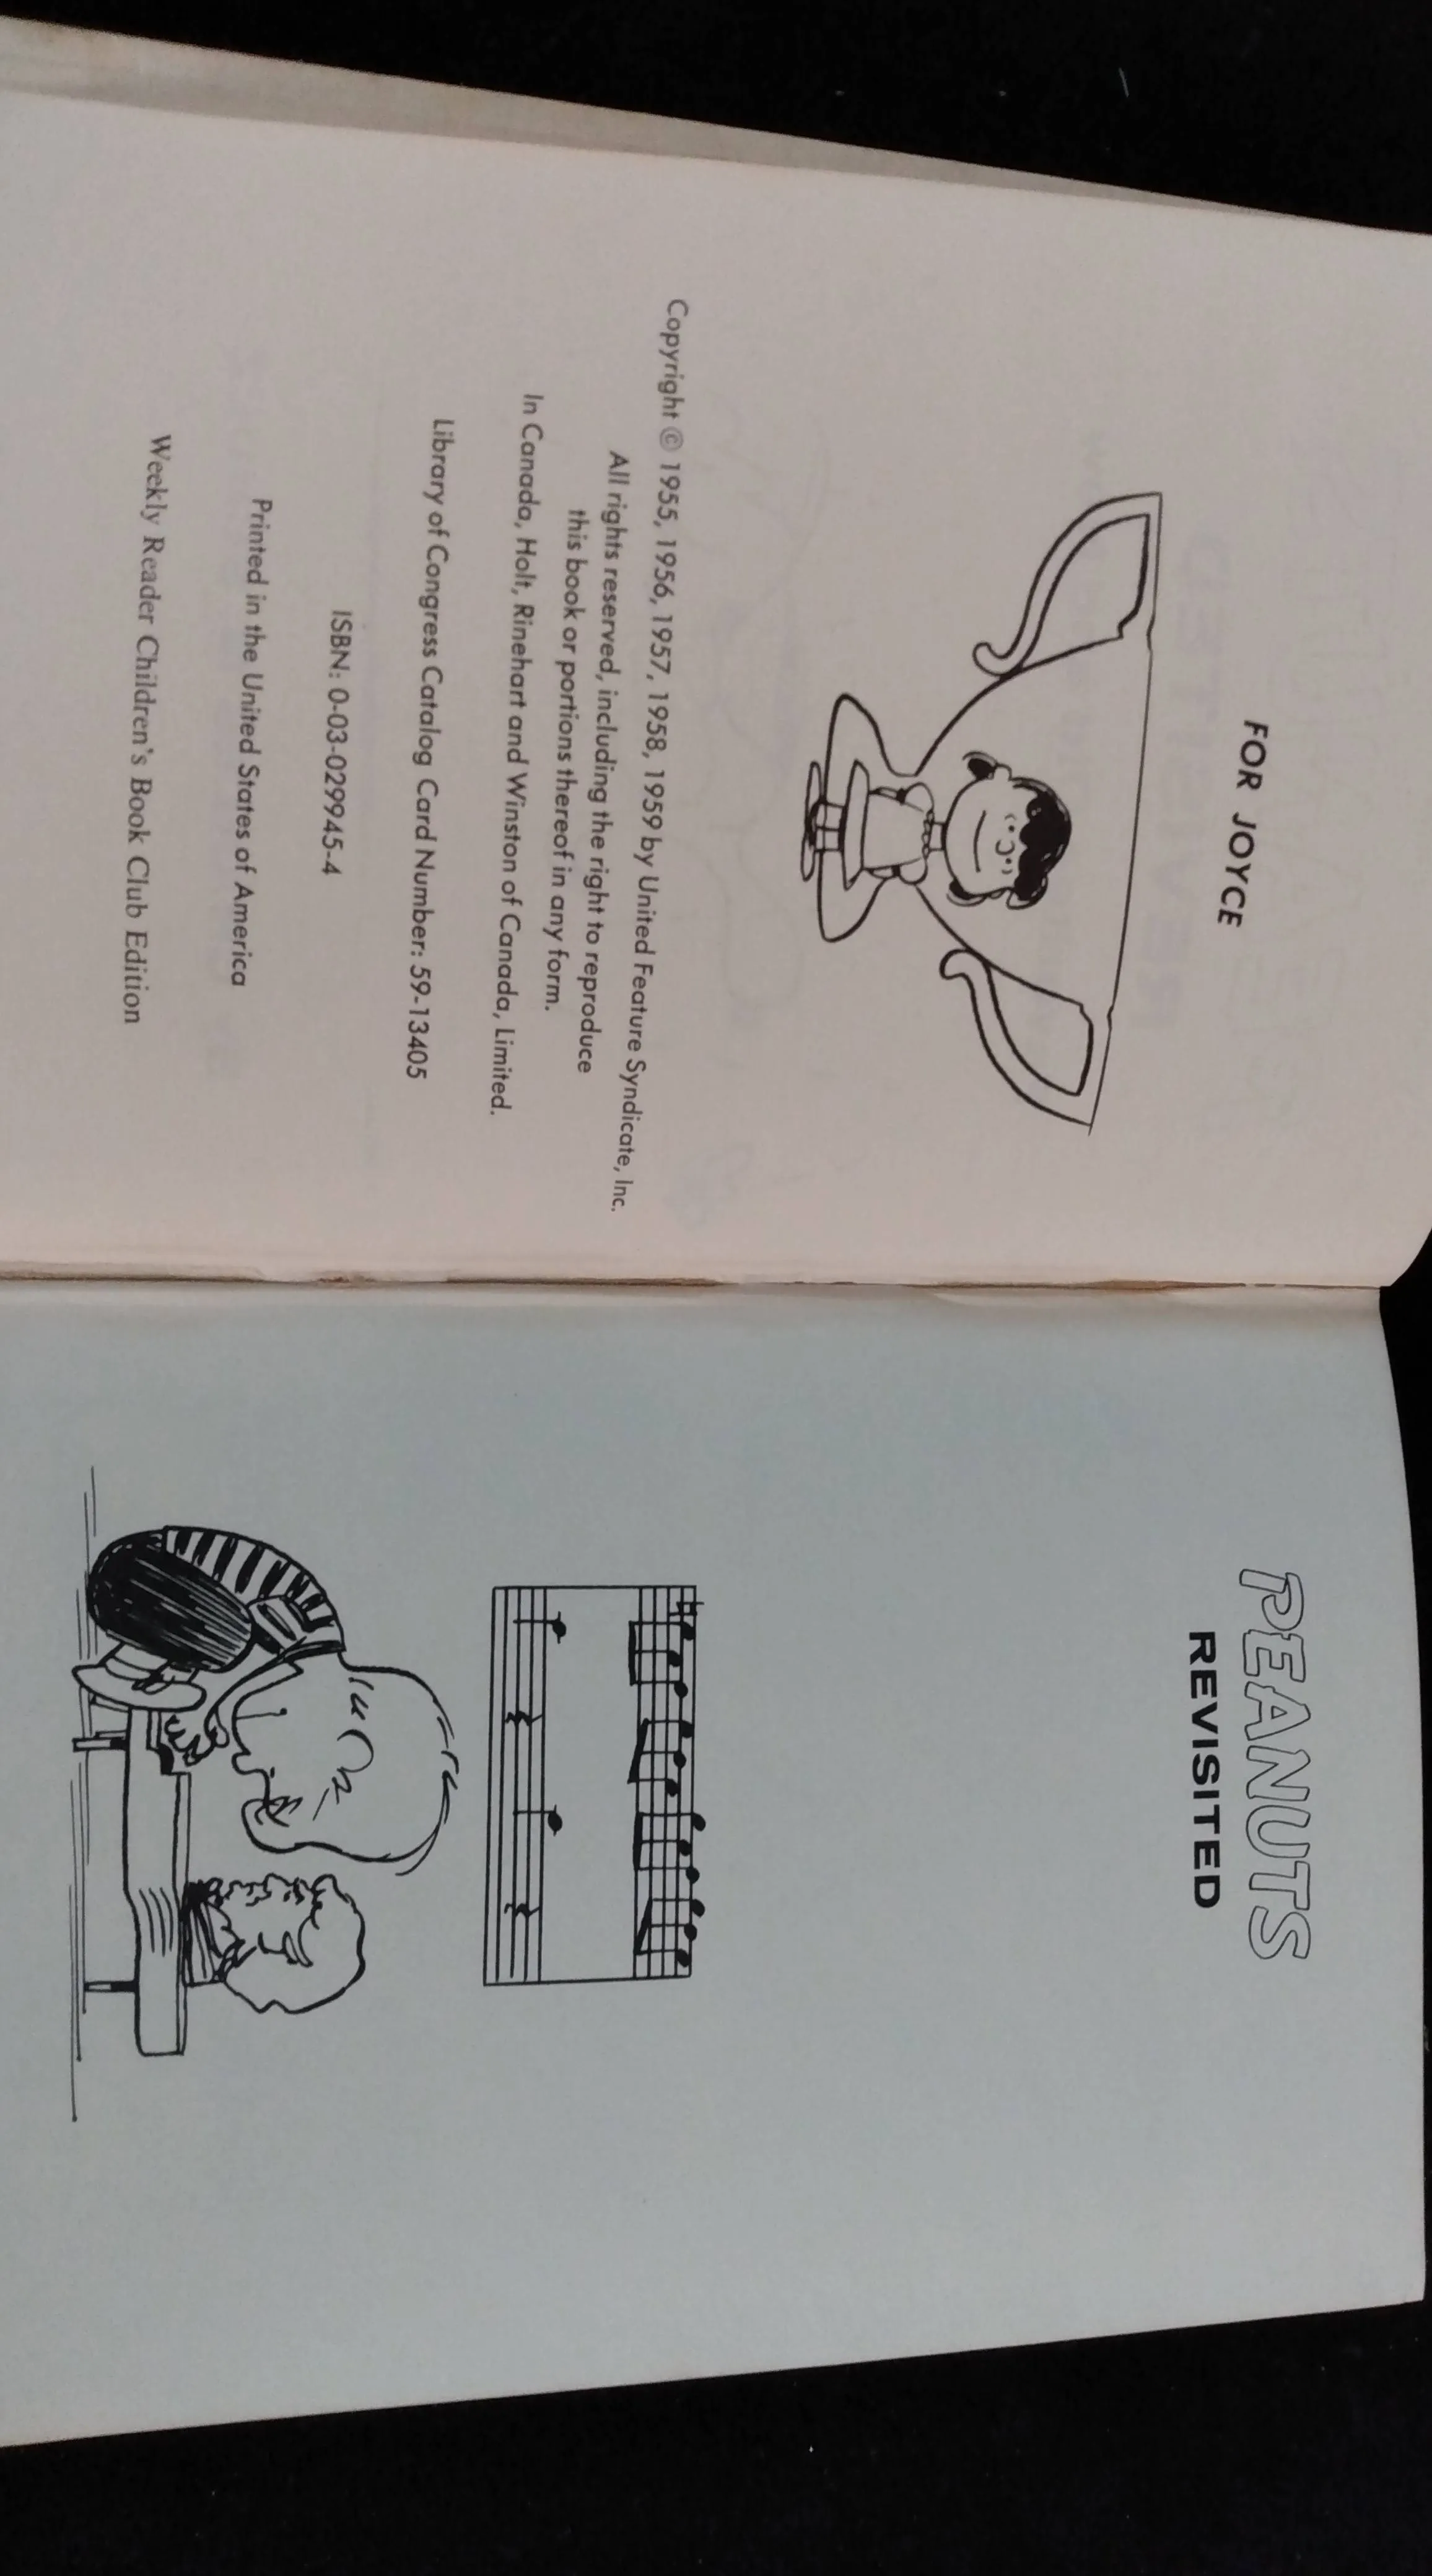 FOR JOYCE
Copyright © 1955, 1956, 1957, 1958, 1959 by United Feature Syndicate, Inc.
All rights reserved, including the right to reproduce
this book or portions thereof in any form.
In Canada, Holt, Rinehart and Winston of Canada, Limited.
Library of Congress Catalog Card Number: 59-13405
ISBN: 0-03-029945-4
Printed in the United States of America
Weekly Reader Children's Book Club Edition
PEANUTS
REVISITED